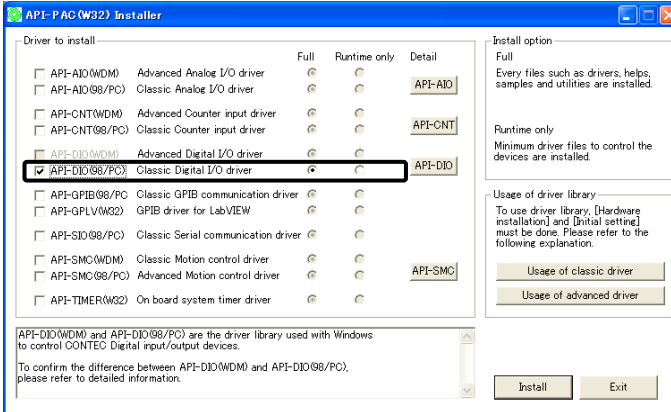 API-PAC(W32) Installer
Driver to install
Full Runtime only Detail
API-AIO(WDM) Advanced Analog I/O driver
API-AIO(98/PC) Classic Analog I/O driver
API-AIO
API-CNT(WDM) Advanced Counter input driver
API-CNT(98/PC) Classic Counter input driver
API-CNT
API-DIO(WDM) Advanced Digital I/O driver
API-DIO(98/PC) Classic Digital I/O driver
API-DIO
API-GPIB(98/PC Classic GPIB communication driver
API-GPLV(W32) GPIB driver for LabVIEW
API-SIO(98/PC) Classic Serial communication driver
API-SMC(WDM) Classic Motion control driver
API-SMC(98/PC) Advanced Motion control driver
API-SMC
API-TIMER(W32) On board system timer driver
Install option
Full
Every files such as drivers, helps,
samples and utilities are installed.
Runtime only
Minimum driver files to control the
devices are installed.
Usage of driver library
To use driver library, [Hardware
installation] and [Initial setting]
must be done. Please refer to the
following explanation.
Usage of classic driver
Usage of advanced driver
API-DIO(WDM) and API-DIO(98/PC) are the driver library used with Windows
to control CONTEC Digital input/output devices.
To confirm the difference between API-DIO(WDM) and API-DIO(98/PC),
please refer to detailed information.
Install Exit